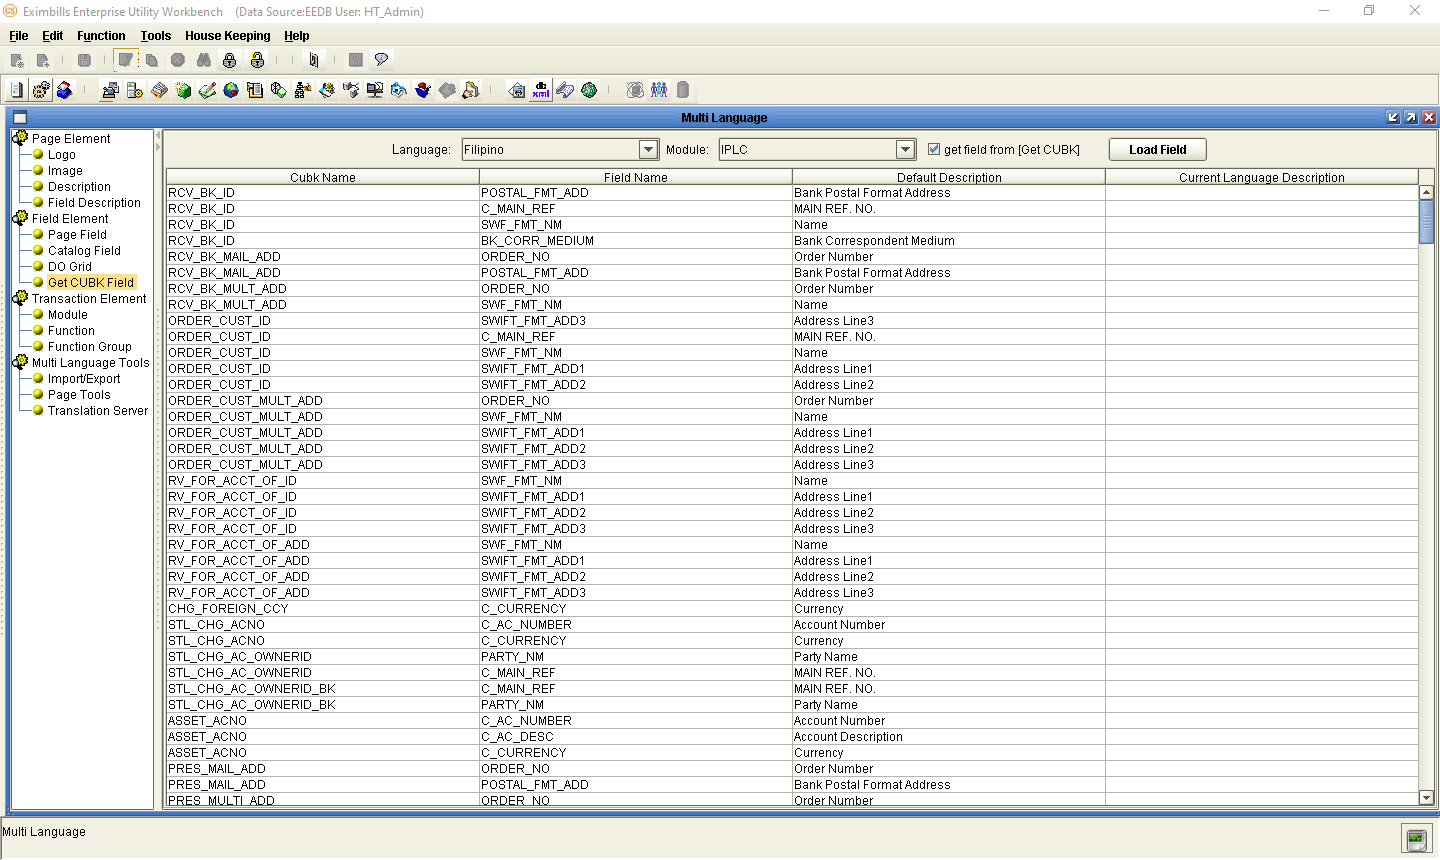 CS Eximbills Enterprise Utility Workbench (Data Source:EEDB User: HT_Admin)
File Edit Function Tools House Keeping Help
db
xml
Multi Language
Page Element
Logo
Image
Description
Field Description
Field Element
Page Field
Catalog Field
DO Grid
Get CUBK Field
Transaction Element
Module
Function
Function Group
Multi Language Tools
Import/Export
Page Tools
Translation Server
Language: Filipino Module: IPLC get field from [Get CUBK] Load Field
Cubk Name Field Name Default Description Current Language Description
RCV_BK_ID POSTAL_FMT_ADD Bank Postal Format Address
RCV_BK_ID C_MAIN_REF MAIN REF. NO.
RCV_BK_ID SWF_FMT_NM Name
RCV_BK_ID BK_CORR_MEDIUM Bank Correspondent Medium
RCV_BK_MAIL_ADD ORDER_NO Order Number
RCV_BK_MAIL_ADD POSTAL_FMT_ADD Bank Postal Format Address
RCV_BK_MULT_ADD ORDER_NO Order Number
RCV_BK_MULT_ADD SWF_FMT_NM Name
ORDER_CUST_ID SWIFT_FMT_ADD3 Address Line3
ORDER_CUST_ID C_MAIN_REF MAIN REF. NO.
ORDER_CUST_ID SWF_FMT_NM Name
ORDER_CUST_ID SWIFT_FMT_ADD1 Address Line1
ORDER_CUST_ID SWIFT_FMT_ADD2 Address Line2
ORDER_CUST_MULT_ADD ORDER_NO Order Number
ORDER_CUST_MULT_ADD SWF_FMT_NM Name
ORDER_CUST_MULT_ADD SWIFT_FMT_ADD1 Address Line1
ORDER_CUST_MULT_ADD SWIFT_FMT_ADD2 Address Line2
ORDER_CUST_MULT_ADD SWIFT_FMT_ADD3 Address Line3
RV_FOR_ACCT_OF_ID SWF_FMT_NM Name
RV_FOR_ACCT_OF_ID SWIFT_FMT_ADD1 Address Line1
RV_FOR_ACCT_OF_ID SWIFT_FMT_ADD2 Address Line2
RV_FOR_ACCT_OF_ID SWIFT_FMT_ADD3 Address Line3
RV_FOR_ACCT_OF_ADD SWF_FMT_NM Name
RV_FOR_ACCT_OF_ADD SWIFT_FMT_ADD1 Address Line1
RV_FOR_ACCT_OF_ADD SWIFT_FMT_ADD2 Address Line2
RV_FOR_ACCT_OF_ADD SWIFT_FMT_ADD3 Address Line3
CHG_FOREIGN_CCY C_CURRENCY Currency
STL_CHG_ACNO C_AC_NUMBER Account Number
STL_CHG_ACNO C_CURRENCY Currency
STL_CHG_AC_OWNERID PARTY_NM Party Name
STL_CHG_AC_OWNERID C_MAIN_REF MAIN REF. NO.
STL_CHG_AC_OWNERID_BK C_MAIN_REF MAIN REF. NO.
STL_CHG_AC_OWNERID_BK PARTY_NM Party Name
ASSET_ACNO C_AC_NUMBER Account Number
ASSET_ACNO C_AC_DESC Account Description
ASSET_ACNO C_CURRENCY Currency
PRES_MAIL_ADD ORDER_NO Order Number
PRES_MAIL_ADD POSTAL_FMT_ADD Bank Postal Format Address
PRES_MULTI_ADD ORDER_NO Order Number
Multi Language